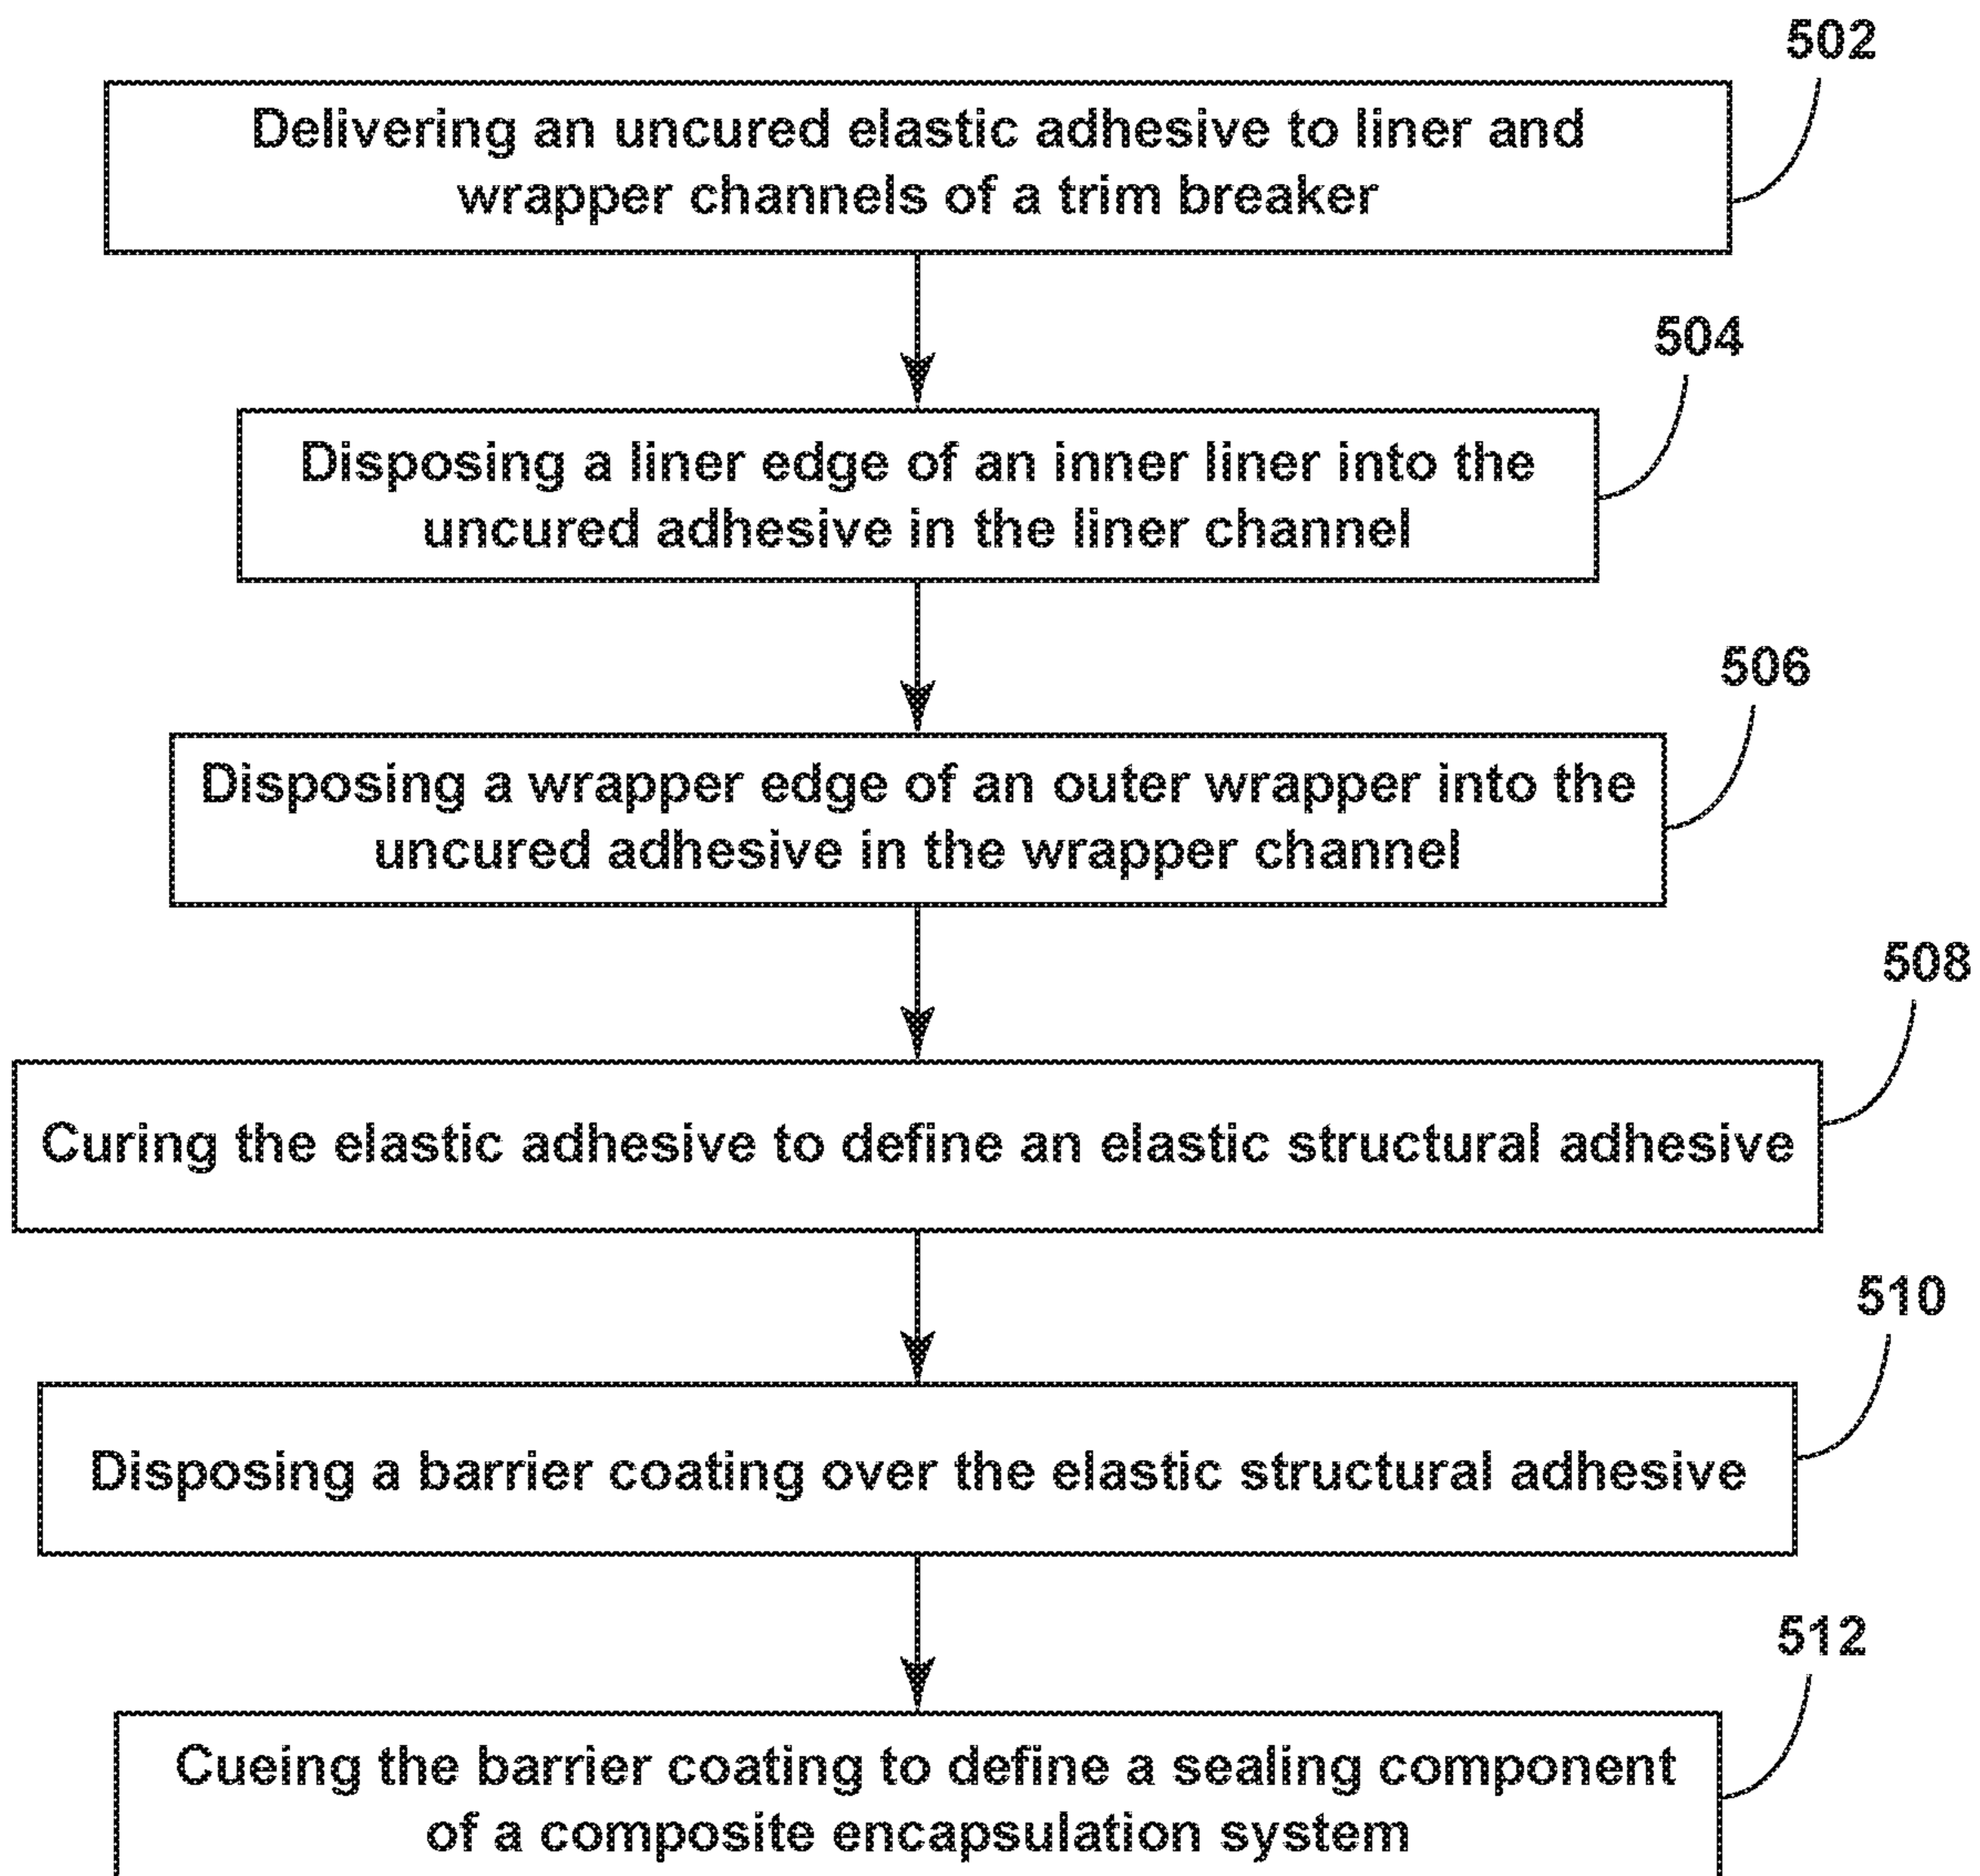 502
Delivering an uncured elastic adhesive to liner and
wrapper channels of a trim breaker
504
Disposing a liner edge of an inner liner into the
uncured adhesive in the liner channel
506
Disposing a wrapper edge of an outer wrapper into the
uncured adhesive in the wrapper channel
508
Curing the elastic adhesive to define an elastic structural adhesive
510
Disposing a barrier coating over the elastic structural adhesive
512
Cueing the barrier coating to define a sealing component
of a composite encapsulation system